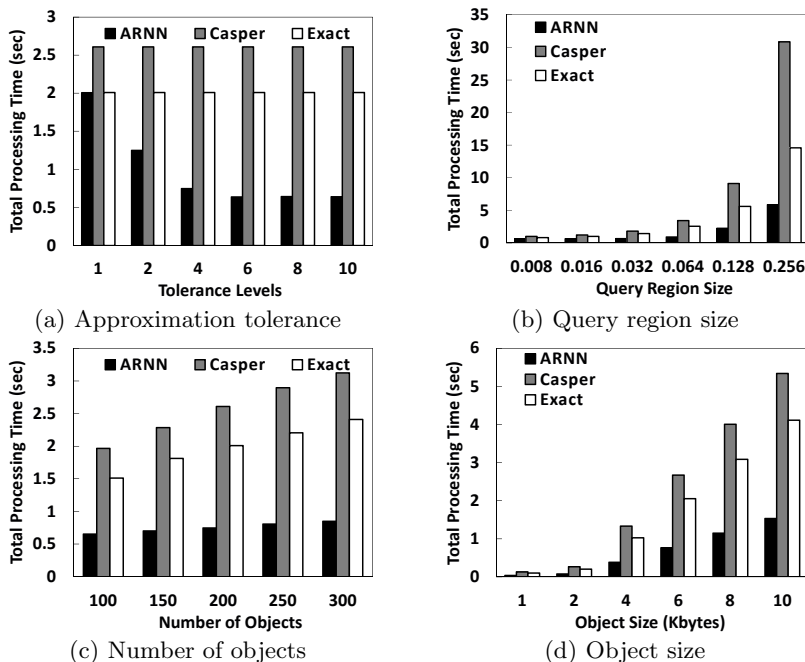 ARNN Casper Exact
Total Processing Time (sec)
3
2.5
2
1.5
1
0.5
0
1 2 4 6 8 10
Tolerance Levels
(a) Approximation tolerance
ARNN
Casper
Exact
Total Processing Time (sec)
35
30
25
20
15
10
5
0
0.008 0.016 0.032 0.064 0.128 0.256
Query Region Size
(b) Query region size
ARNN Casper Exact
Total Processing Time (sec)
3.5
3
2.5
2
1.5
1
0.5
0
100 150 200 250 300
Number of Objects
(c) Number of objects
ARNN
Casper
Exact
Total Processing Time (sec)
6
5
4
3
2
1
0
1 2 4 6 8 10
Object Size (Kbytes)
(d) Object size